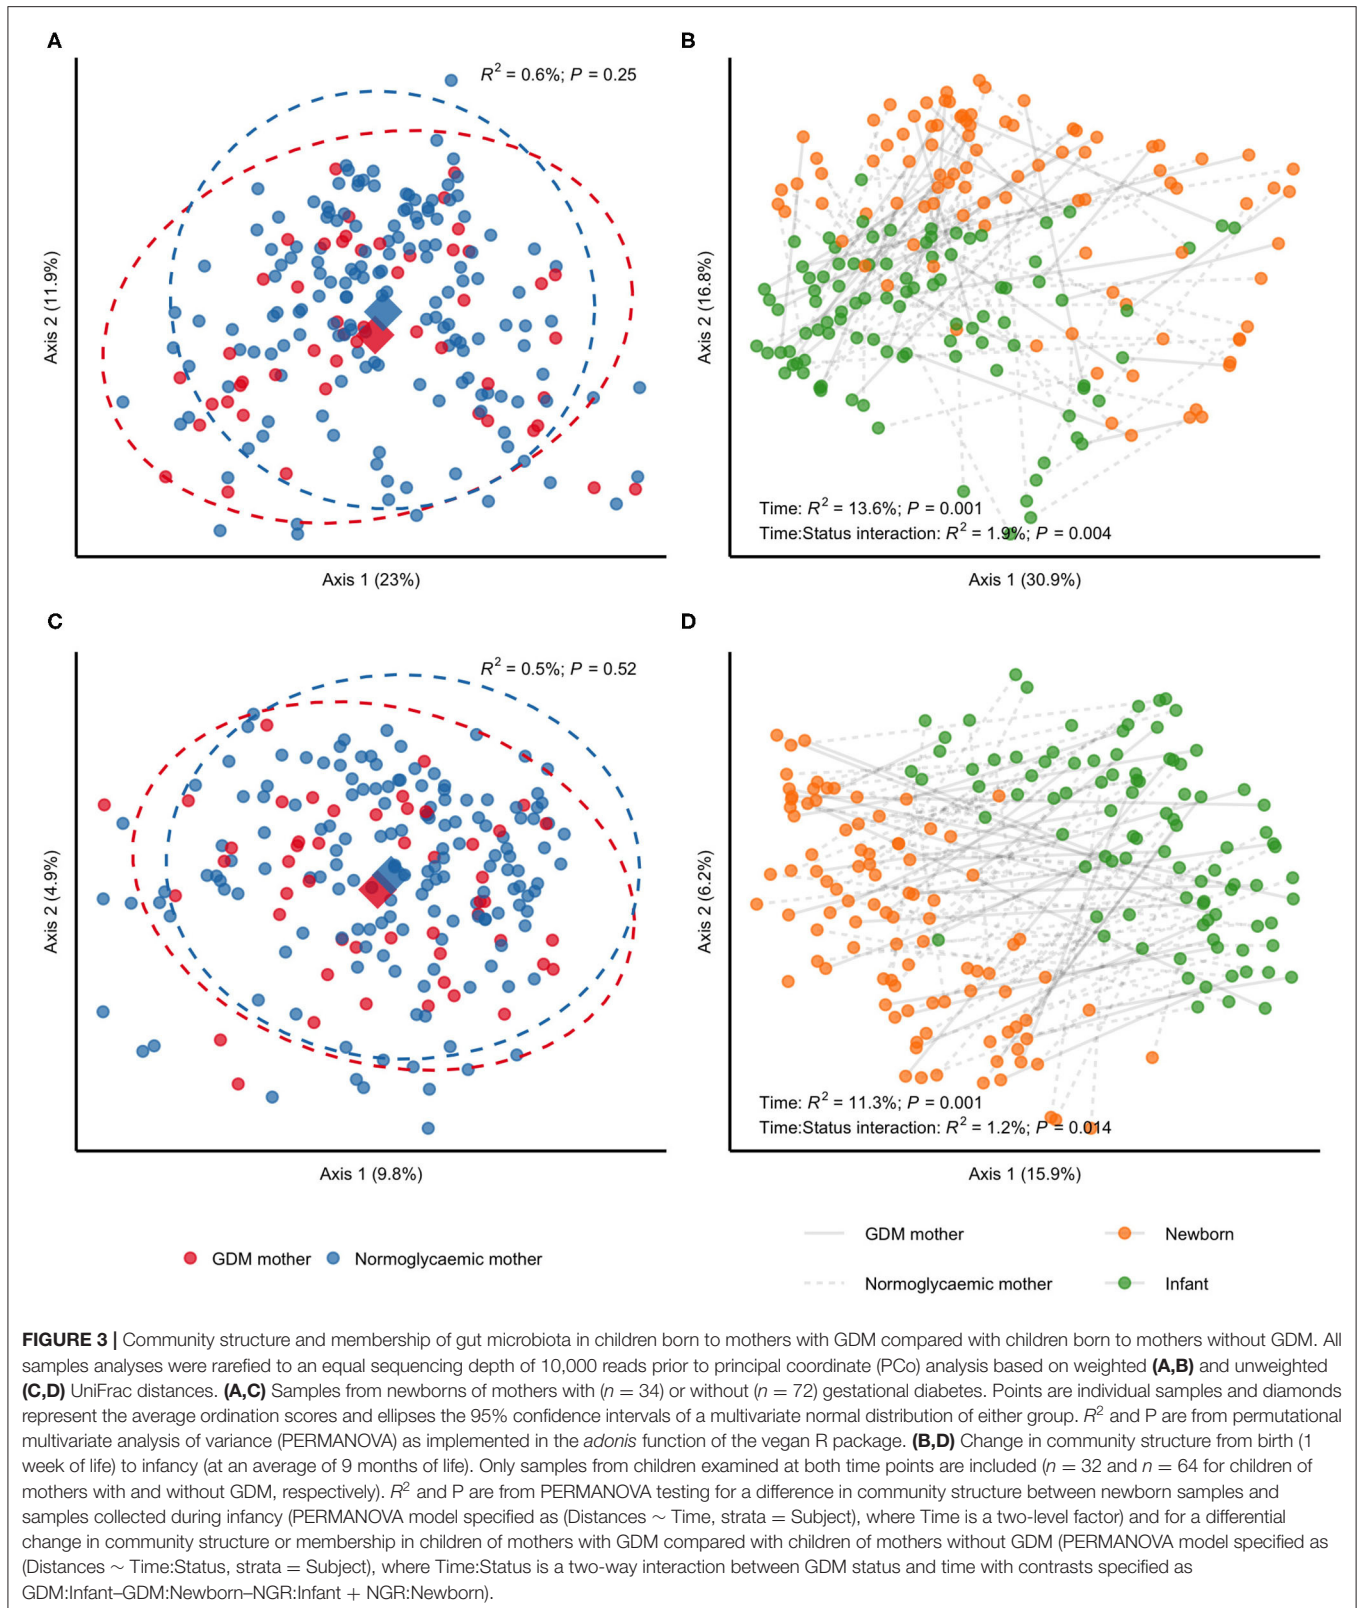 A
R² = 0.6%; P = 0.25
Axis 2 (11.9%)
Axis 1 (23%)
B
Axis 2 (16.8%)
Time: R² = 13.6%; P = 0.001
Time:Status interaction: R² = 1.9%; P = 0.004
Axis 1 (30.9%)
C
R² = 0.5%; P = 0.52
Axis 2 (4.9%)
Axis 1 (9.8%)
D
Axis 2 (6.2%)
Time: R² = 11.3%; P = 0.001
Time:Status interaction: R² = 1.2%; P = 0.014
Axis 1 (15.9%)
GDM mother Normoglycaemic mother
GDM mother Newborn
Normoglycaemic mother Infant
FIGURE 3 | Community structure and membership of gut microbiota in children born to mothers with GDM compared with children born to mothers without GDM. All
samples analyses were rarefied to an equal sequencing depth of 10,000 reads prior to principal coordinate (PCo) analysis based on weighted (A,B) and unweighted
(C,D) UniFrac distances. (A,C) Samples from newborns of mothers with (n = 34) or without (n = 72) gestational diabetes. Points are individual samples and diamonds
represent the average ordination scores and ellipses the 95% confidence intervals of a multivariate normal distribution of either group. R² and P are from permutational
multivariate analysis of variance (PERMANOVA) as implemented in the adonis function of the vegan R package. (B,D) Change in community structure from birth (1
week of life) to infancy (at an average of 9 months of life). Only samples from children examined at both time points are included (n = 32 and n = 64 for children of
mothers with and without GDM, respectively). R² and P are from PERMANOVA testing for a difference in community structure between newborn samples and
samples collected during infancy (PERMANOVA model specified as (Distances ∼ Time, strata = Subject), where Time is a two-level factor) and for a differential
change in community structure or membership in children of mothers with GDM compared with children of mothers without GDM (PERMANOVA model specified as
(Distances ∼ Time:Status, strata = Subject), where Time:Status is a two-way interaction between GDM status and time with contrasts specified as
GDM:Infant–GDM:Newborn–NGR:Infant + NGR:Newborn).